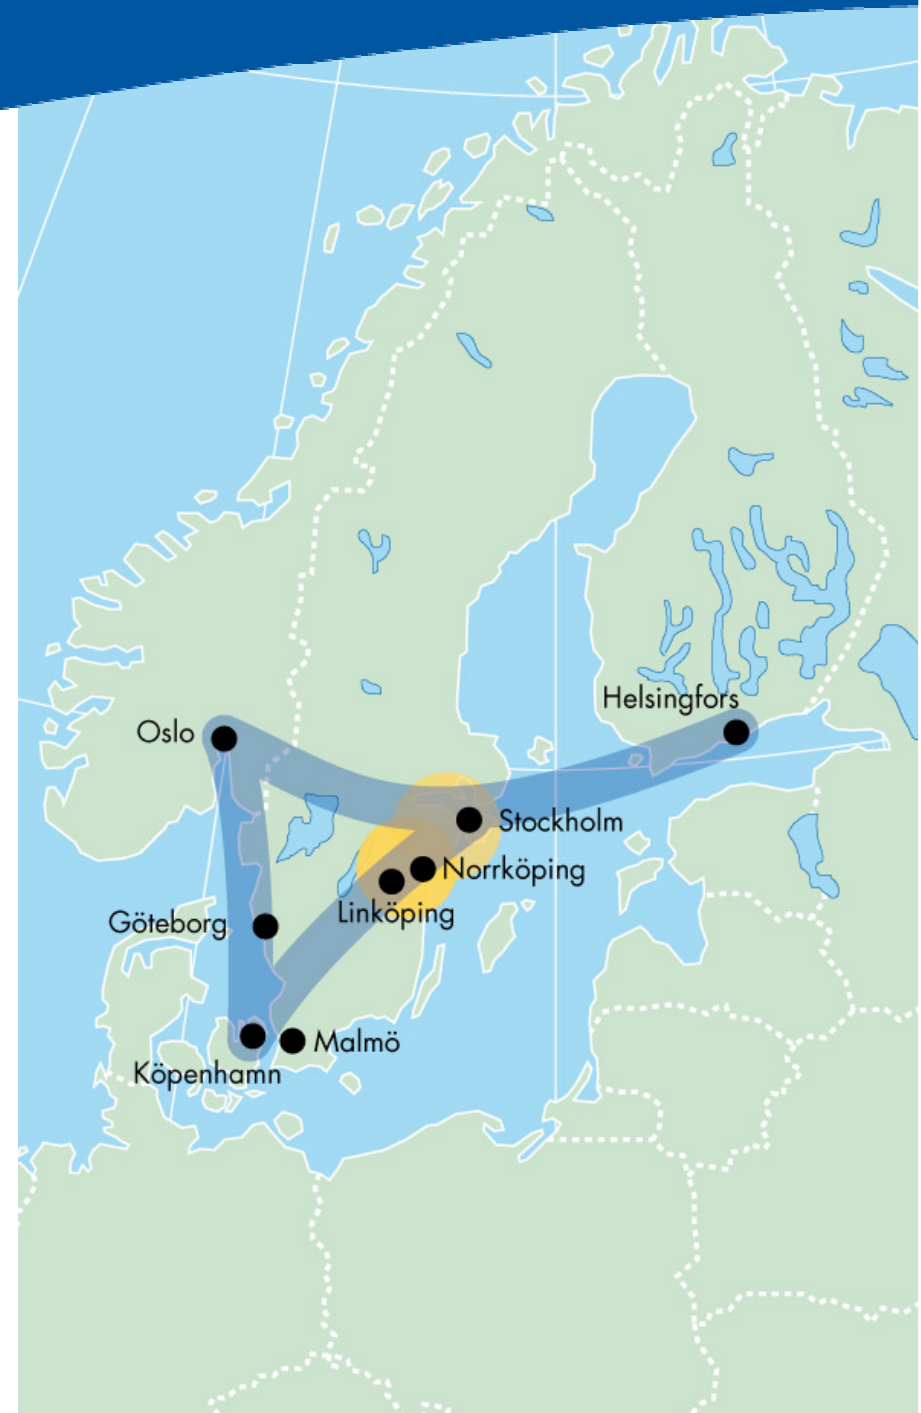 Helsingfors
Oslo
Stockholm
Norrköping
Linköping
Göteborg
Malmö
Köpenhamn